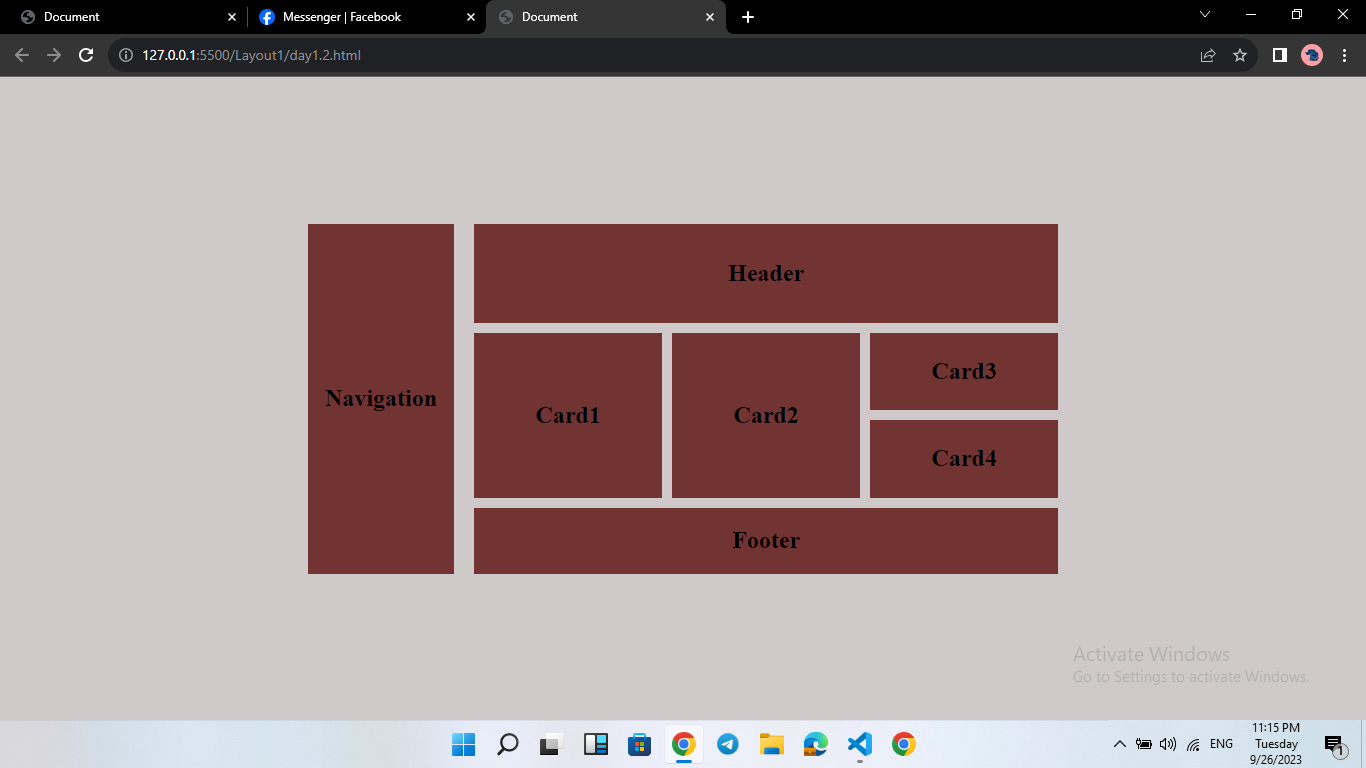 Document
Messenger | Facebook
Document
127.0.0.1:5500/Layout1/day1.2.html
Header
Navigation
Card1
Card2
Card3
Card4
Footer
Activate Windows
Go to Settings to activate Windows.
ENG
11:15 PM
Tuesday
9/26/2023
1